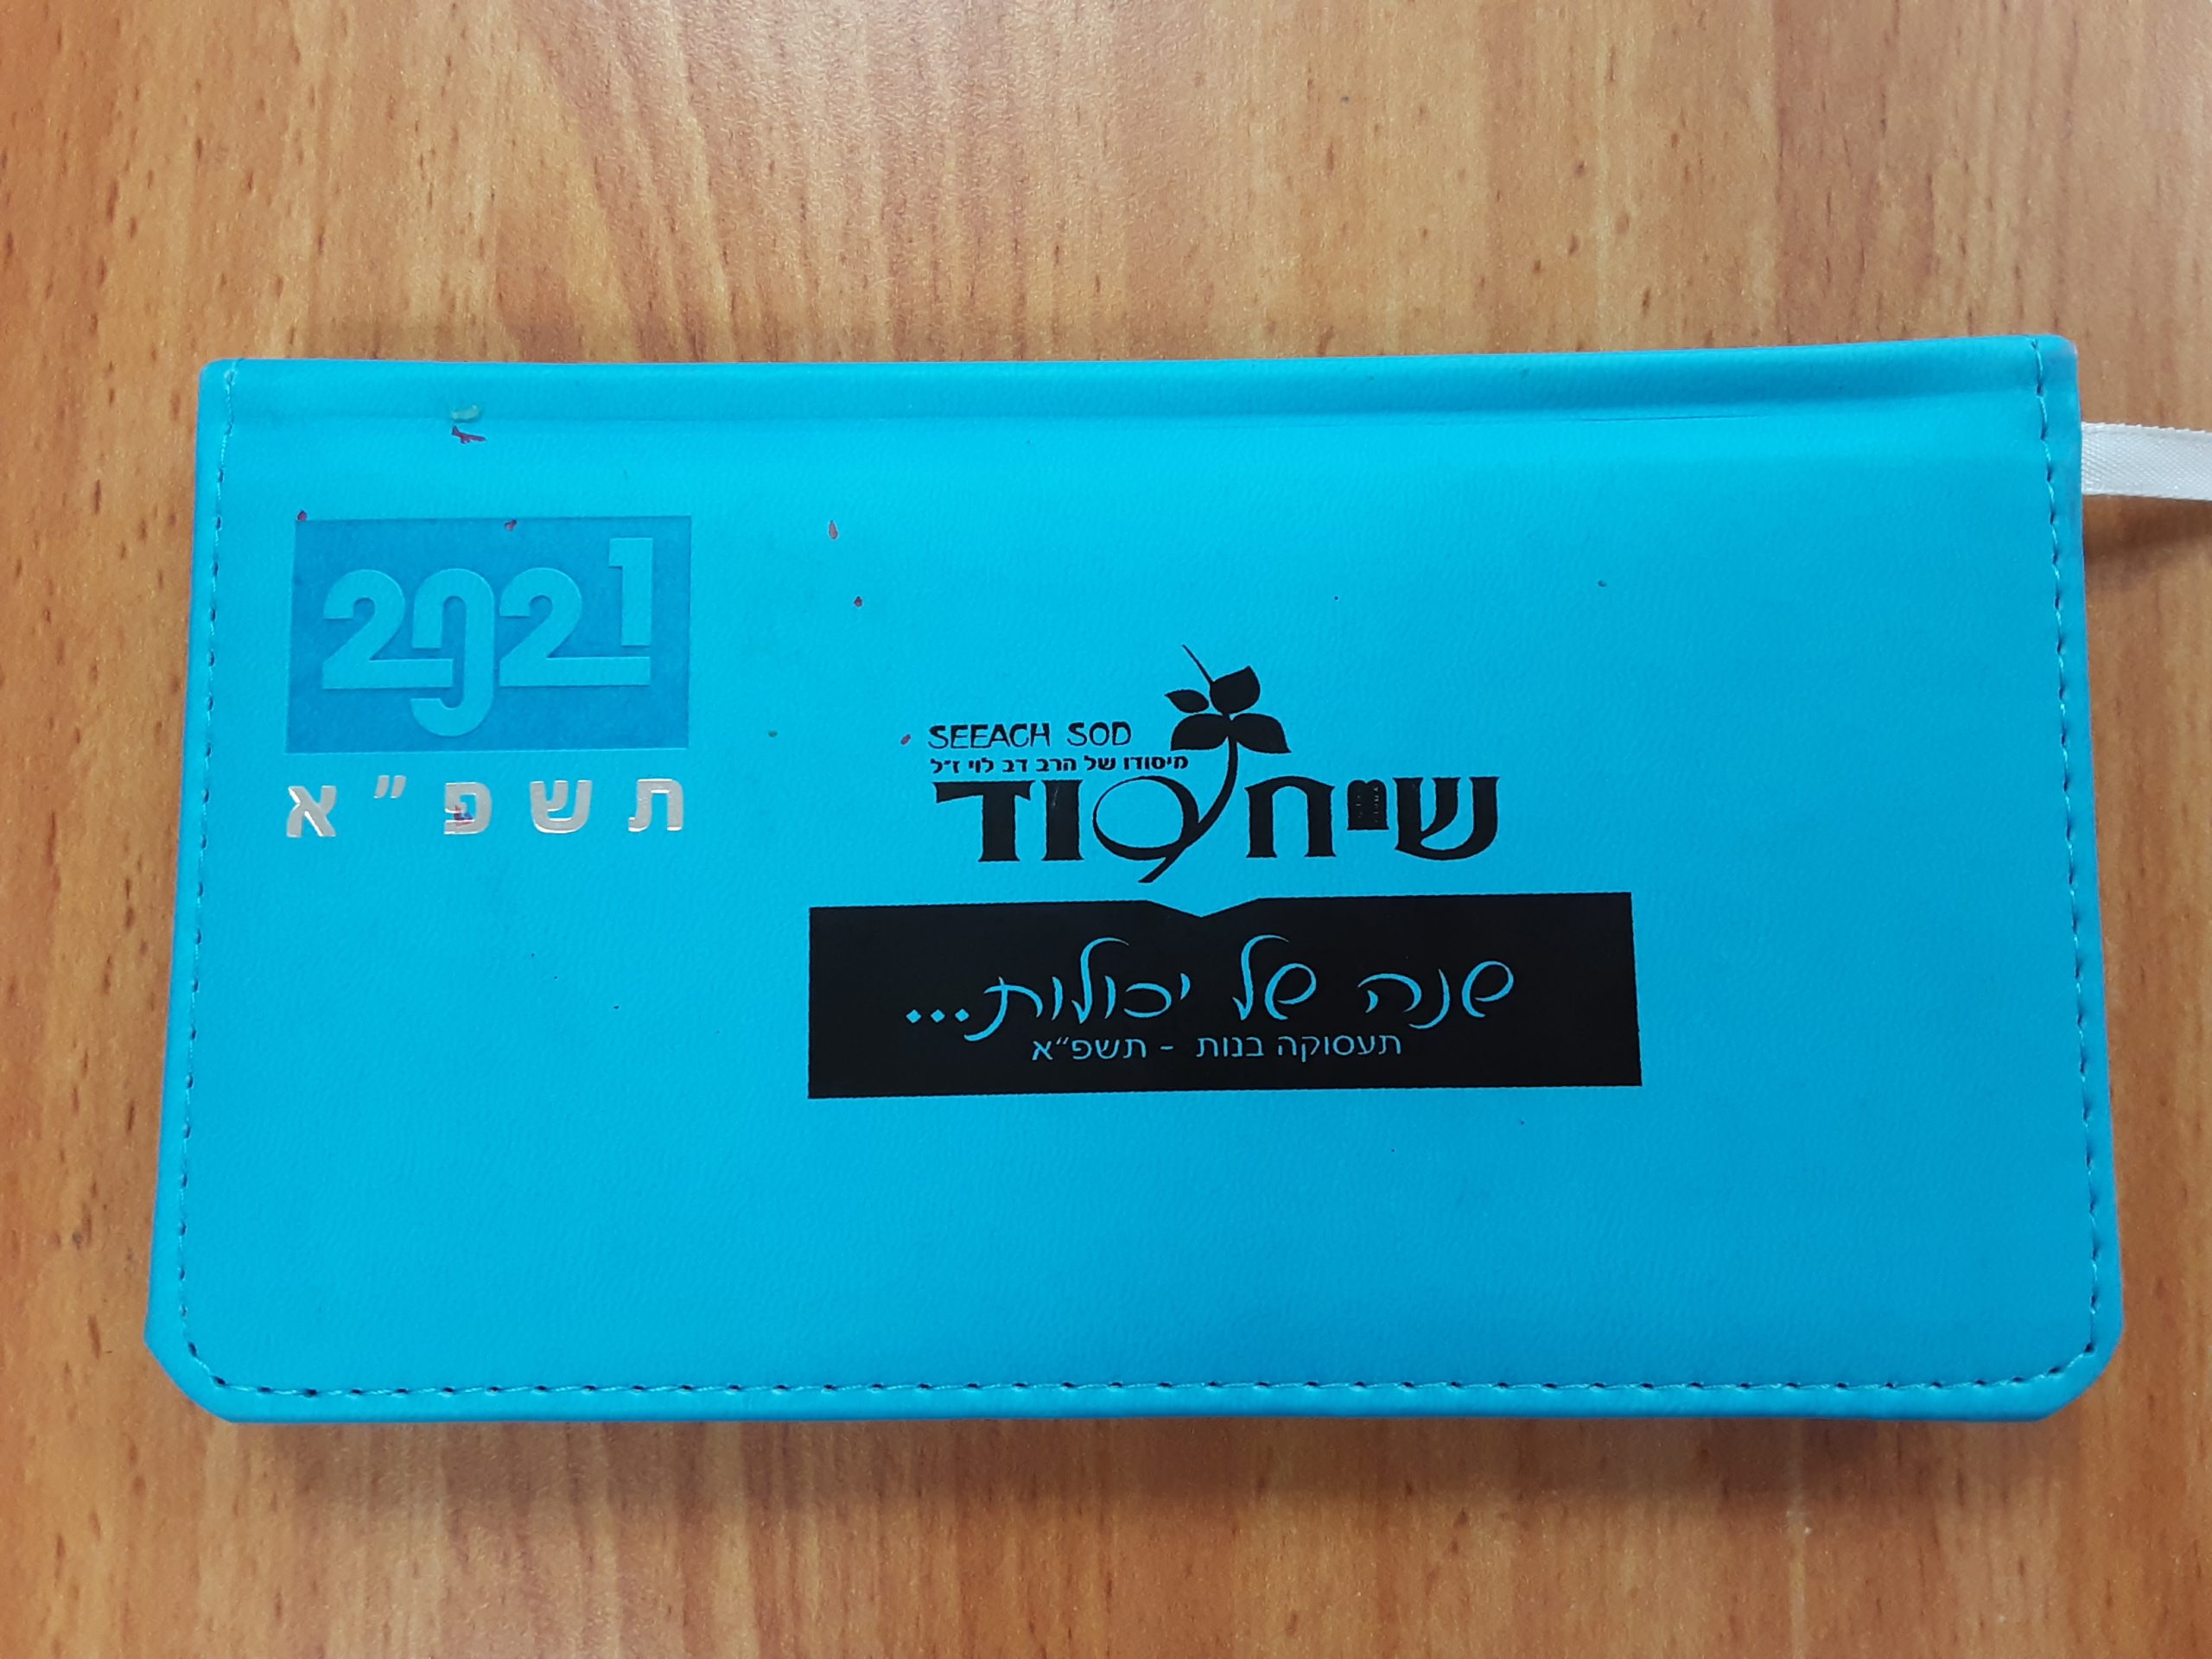 2021
תשפ"א
SEEACH SOD
מיסודו של הרב דב לוי ז"ל
שיח סוד
שנה של יכולות...
תעסוקה בנות - תשפ"א